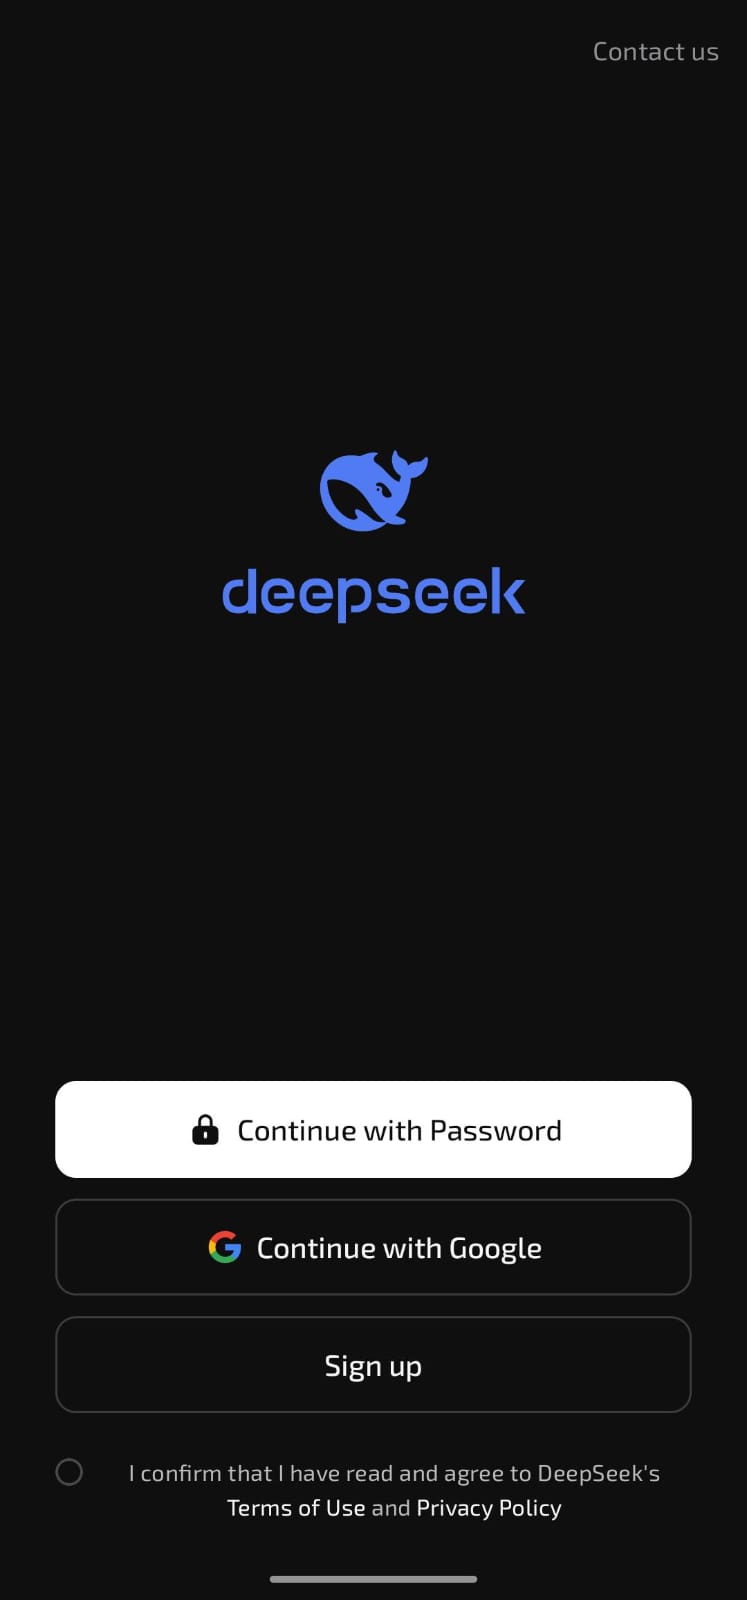 Contact us
deepseek
Continue with Password
Continue with Google
Sign up
I confirm that I have read and agree to DeepSeek's
Terms of Use and Privacy Policy